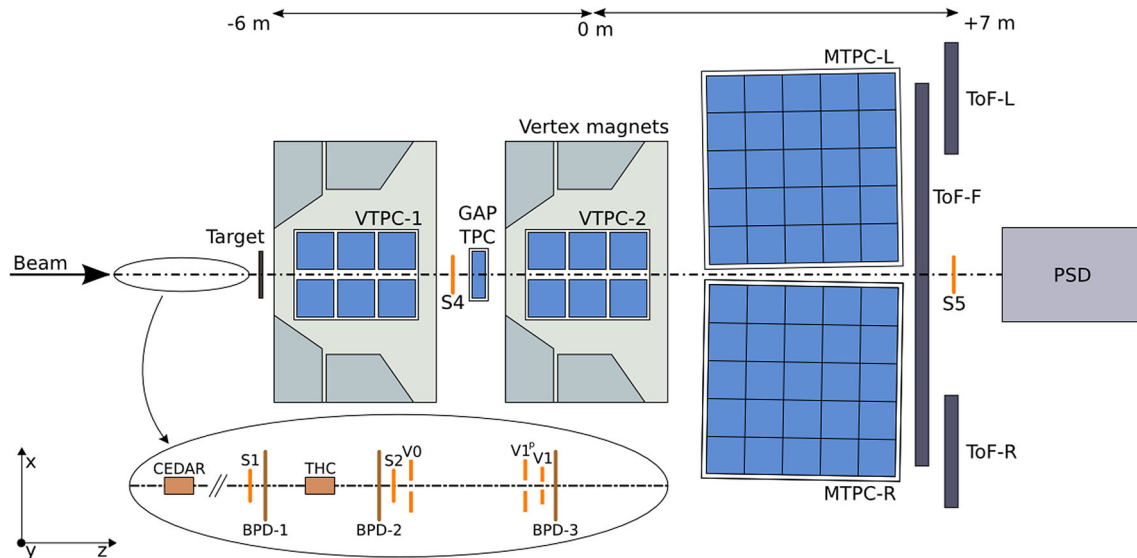 -6 m
0 m
+7 m
MTPC-L
ToF-L
Vertex magnets
ToF-F
VTPC-1
GAP
TPC
VTPC-2
Target
Beam
S4
S5
PSD
ToF-R
MTPC-R
x
y
z
CEDAR
S1
THC
S2
V0
V1ᴾ
V1
BPD-1
BPD-2
BPD-3